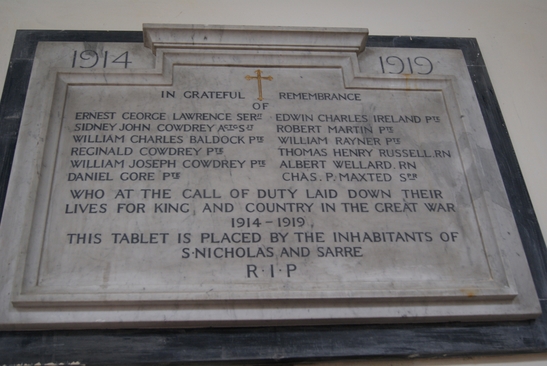 1914 1919
IN GRATEFUL REMEMBRANCE
OF
ERNEST GEORGE LAWRENCE SERGT EDWIN CHARLES IRELAND PTE
SIDNEY JOHN COWDREY PTE
ROBERT MARTIN PTE
WILLIAM CHARLES BALDOCK PTE WILLIAM RAYNER PTE
REGINALD COWDREY PTE THOMAS HENRY RUSSELL. RN
WILLIAM JOSEPH COWDREY PTE ALBERT WELLARD. RN
DANIEL GORE PTE CHAS. P. MAXTED SPR
WHO AT THE CALL OF DUTY LAID DOWN THEIR
LIVES FOR KING AND COUNTRY IN THE GREAT WAR
1914-1919.
THIS TABLET IS PLACED BY THE INHABITANTS OF
S·NICHOLAS AND SARRE
R·I·P